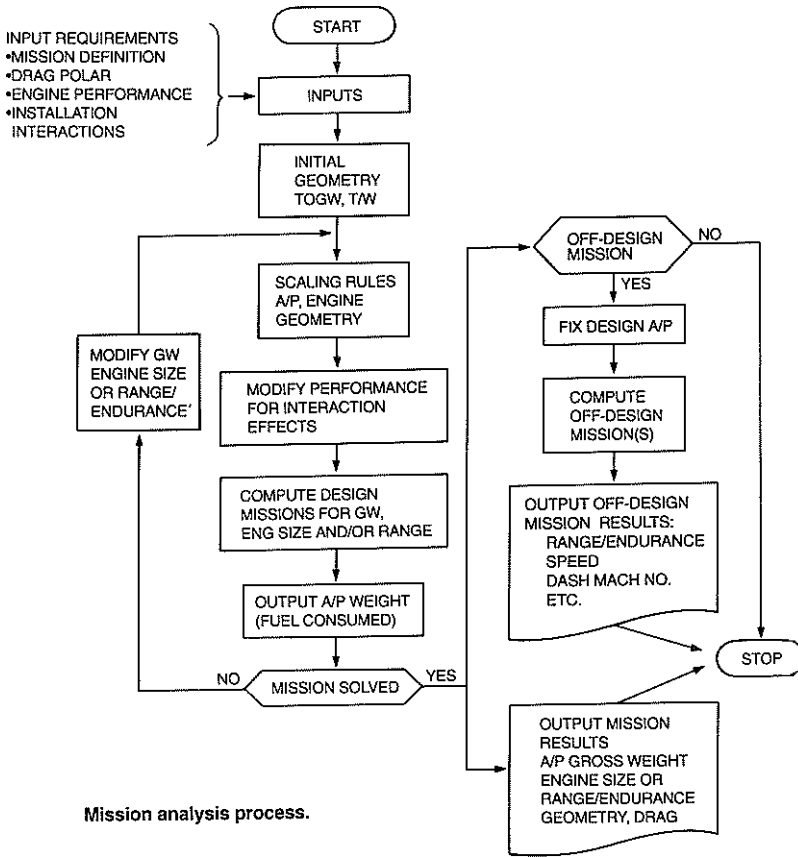 START
INPUT REQUIREMENTS
•MISSION DEFINITION
•DRAG POLAR
•ENGINE PERFORMANCE
•INSTALLATION
INTERACTIONS
INPUTS
INITIAL
GEOMETRY
TOGW, T/W
SCALING RULES
A/P, ENGINE
GEOMETRY
MODIFY GW
ENGINE SIZE
OR RANGE/
ENDURANCE'
MODIFY PERFORMANCE
FOR INTERACTION
EFFECTS
COMPUTE DESIGN
MISSIONS FOR GW,
ENG SIZE AND/OR RANGE
OUTPUT A/P WEIGHT
(FUEL CONSUMED)
NO
MISSION SOLVED
YES
OFF-DESIGN
MISSION
NO
YES
FIX DESIGN A/P
COMPUTE
OFF-DESIGN
MISSION(S)
OUTPUT OFF-DESIGN
MISSION RESULTS:
RANGE/ENDURANCE
SPEED
DASH MACH NO.
ETC.
STOP
OUTPUT MISSION
RESULTS
A/P GROSS WEIGHT
ENGINE SIZE OR
RANGE/ENDURANCE
GEOMETRY, DRAG
Mission analysis process.